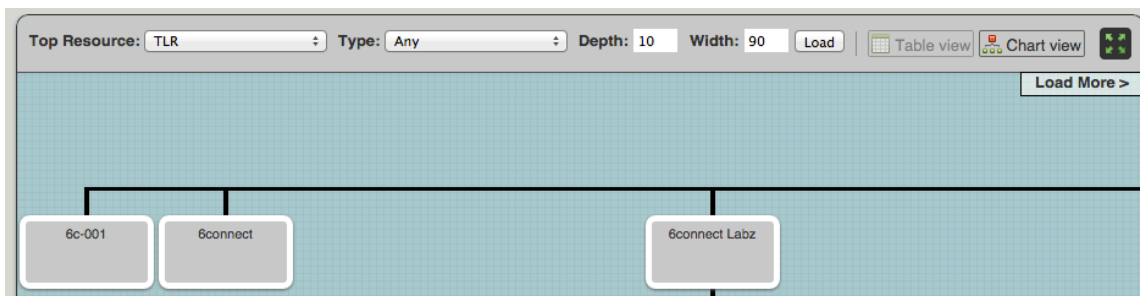 Top Resource: TLR Type: Any Depth: 10 Width: 90 Load Table view Chart view
Load More >
6c-001 6connect 6connect Labz